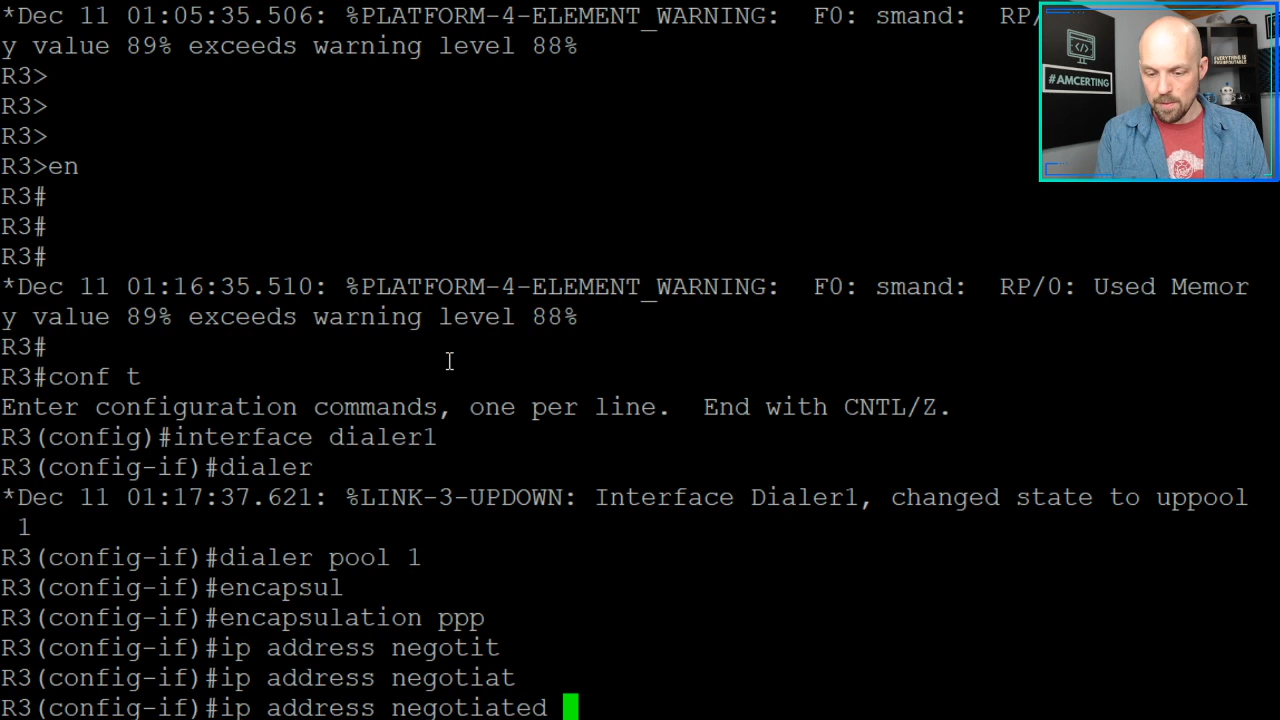 *Dec 11 01:05:35.506: %PLATFORM-4-ELEMENT_WARNING:  F0: smand:  RP/
y value 89% exceeds warning level 88%
R3>
R3>
R3>
R3>en
R3#
R3#
R3#
*Dec 11 01:16:35.510: %PLATFORM-4-ELEMENT_WARNING:  F0: smand:  RP/0: Used Memor
y value 89% exceeds warning level 88%
R3#
R3#conf t
Enter configuration commands, one per line.  End with CNTL/Z.
R3(config)#interface dialer1
R3(config-if)#dialer
*Dec 11 01:17:37.621: %LINK-3-UPDOWN: Interface Dialer1, changed state to uppool
 1
R3(config-if)#dialer pool 1
R3(config-if)#encapsul
R3(config-if)#encapsulation ppp
R3(config-if)#ip address negotit
R3(config-if)#ip address negotiat
R3(config-if)#ip address negotiated
</>
#AMCERTING